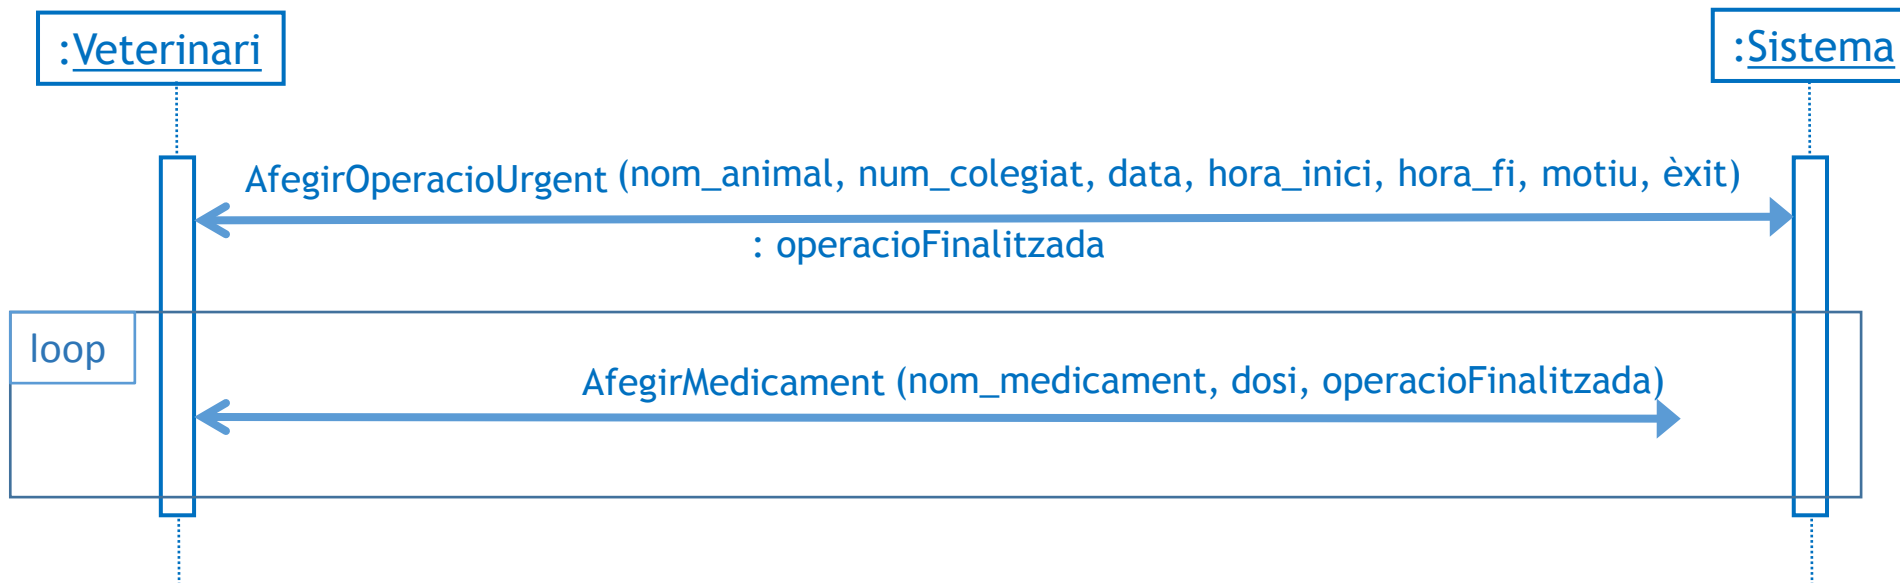 :Veterinari
:Sistema
AfegirOperacioUrgent (nom_animal, num_colegiat, data, hora_inici, hora_fi, motiu, èxit)
: operacioFinalitzada
loop
AfegirMedicament (nom_medicament, dosi, operacioFinalitzada)